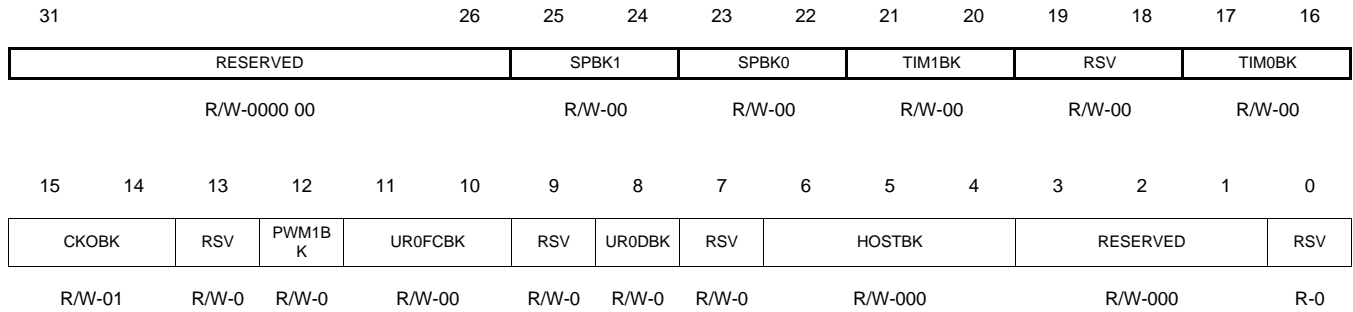 31 26 25 24 23 22 21 20 19 18 17 16
RESERVED SPBK1 SPBK0 TIM1BK RSV TIM0BK
R/W-0000 00 R/W-00 R/W-00 R/W-00 R/W-00 R/W-00
15 14 13 12 11 10 9 8 7 6 5 4 3 2 1 0
CKOBK RSV PWM1B UR0FCBK RSV UR0DBK RSV HOSTBK RESERVED RSV
K
R/W-01 R/W-0 R/W-0 R/W-00 R/W-0 R/W-0 R/W-0 R/W-000 R/W-000 R-0